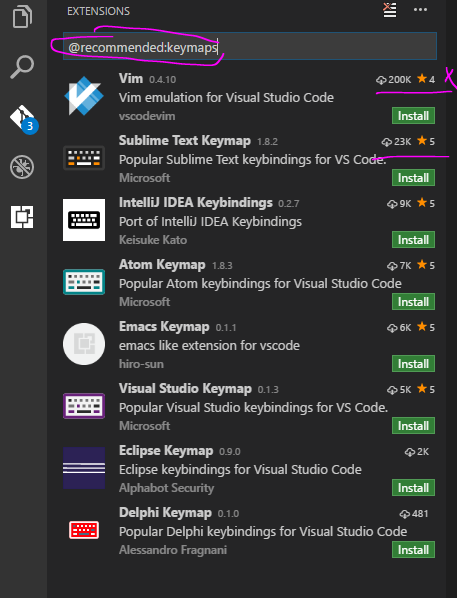 EXTENSIONS
@recommended:keymaps
Vim 0.4.10 200K ★ 4
Vim emulation for Visual Studio Code
vscodevim Install
Sublime Text Keymap 1.8.2 23K ★ 5
Popular Sublime Text keybindings for VS Code.
Microsoft Install
IntelliJ IDEA Keybindings 0.2.7 9K ★ 5
Port of IntelliJ IDEA Keybindings
Keisuke Kato Install
Atom Keymap 1.8.3 7K ★ 5
Popular Atom keybindings for Visual Studio Code
Microsoft Install
3
Emacs Keymap 0.1.1 6K ★ 5
emacs like extension for vscode
hiro-sun Install
Visual Studio Keymap 0.1.3 5K ★ 5
Popular Visual Studio keybindings for VS Code.
Microsoft Install
Eclipse Keymap 0.9.0 2K
Eclipse keybindings for Visual Studio Code
Alphabot Security Install
Delphi Keymap 0.1.0 481
Popular Delphi keybindings for Visual Studio Code
Alessandro Fragnani Install